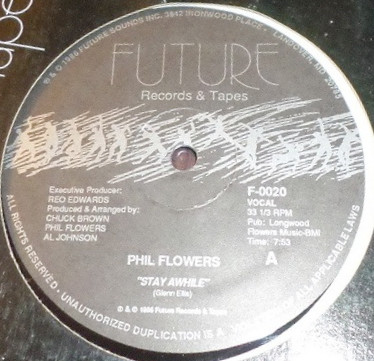 ℗ & © 1986 FUTURE SOUNDS INC. 3842 IRONWOOD PLACE • LANDOVER, MD 20785
FUTURE
Records & Tapes
Executive Producer:
REO EDWARDS
Produced & Arranged by:
CHUCK BROWN
PHIL FLOWERS
AL JOHNSON
F-0020
VOCAL
33 1/3 RPM
Pub: Longwood
Flowers Music-BMI
Time: 7:53
PHIL FLOWERS
A
"STAY AWHILE"
(Glenn Ellis)
℗ & © 1986 Future Records & Tapes
ALL RIGHTS RESERVED - UNAUTHORIZED DUPLICATION IS A ALL APPLICABLE LAWS